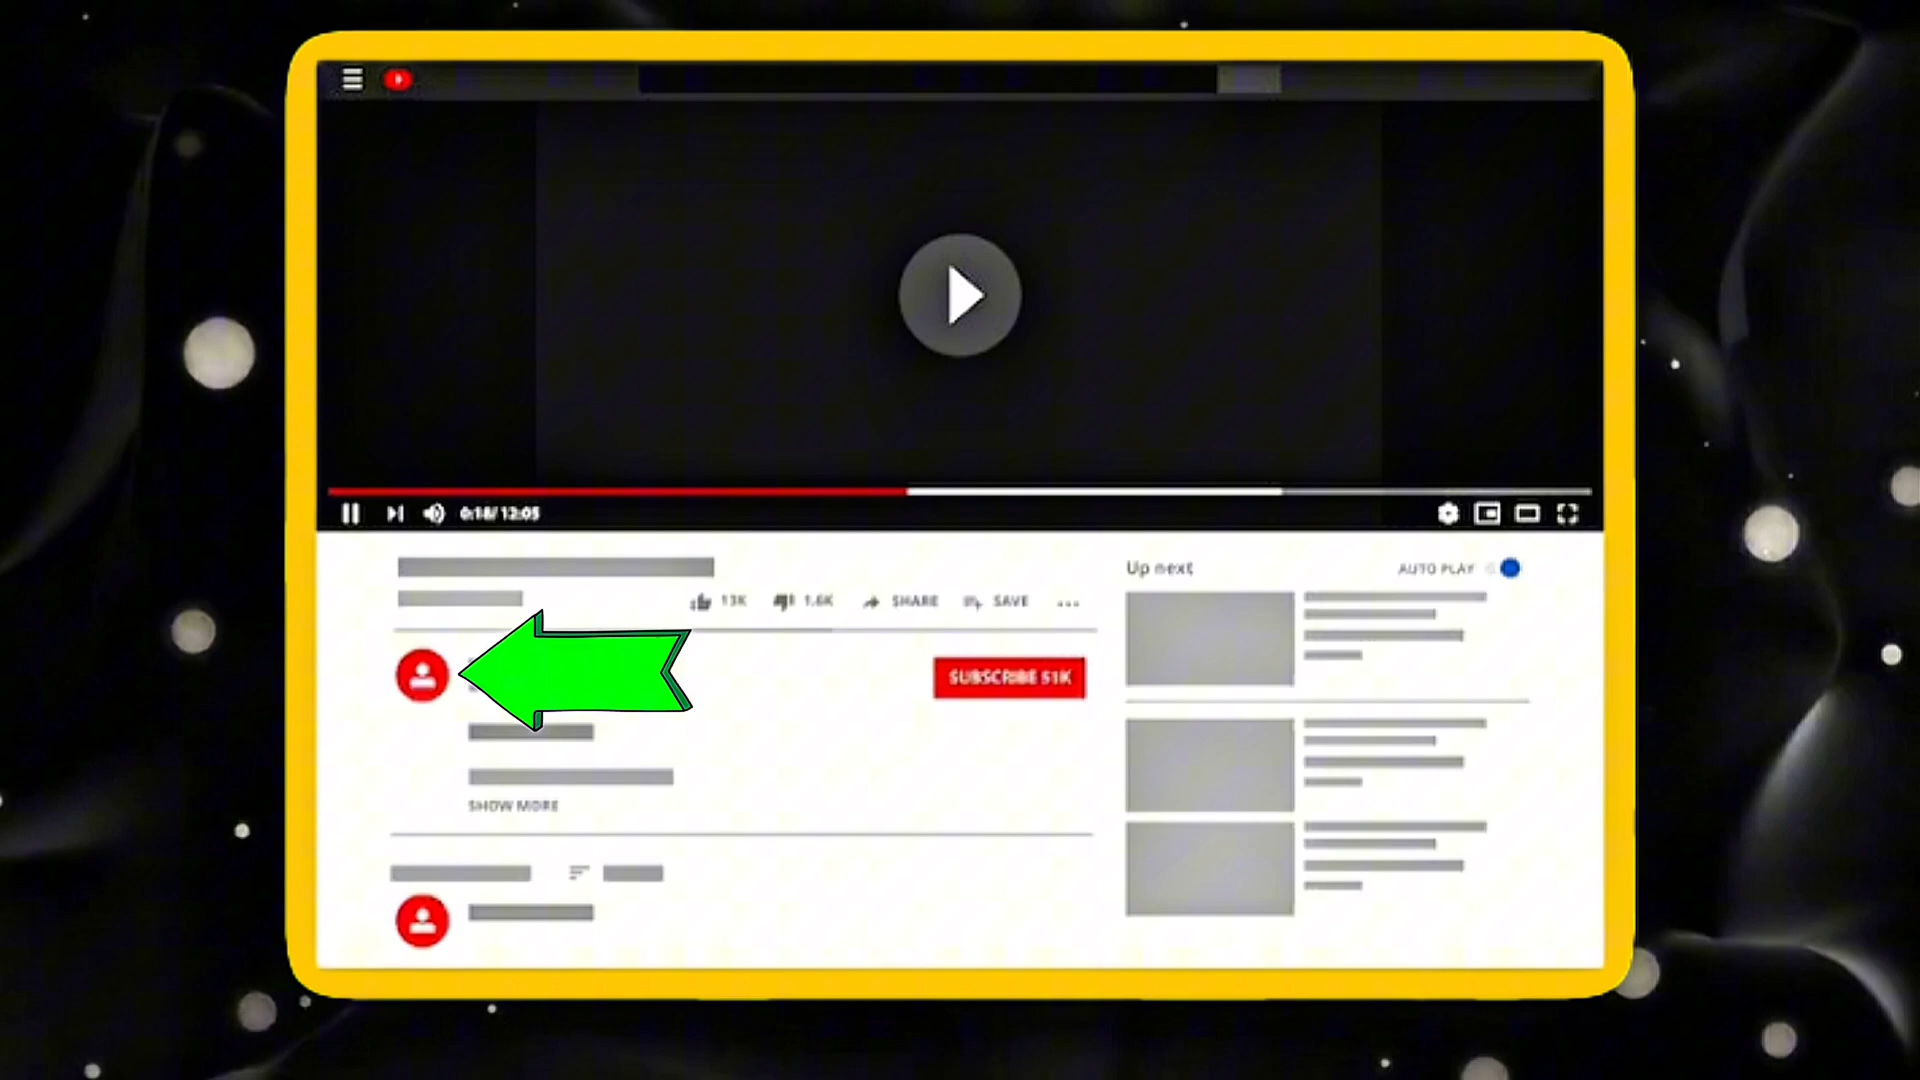 0:18/ 12:05
Up next
AUTO PLAY
13K
1.6K
SHARE
SAVE
SUBSCRIBE 51K
SHOW MORE